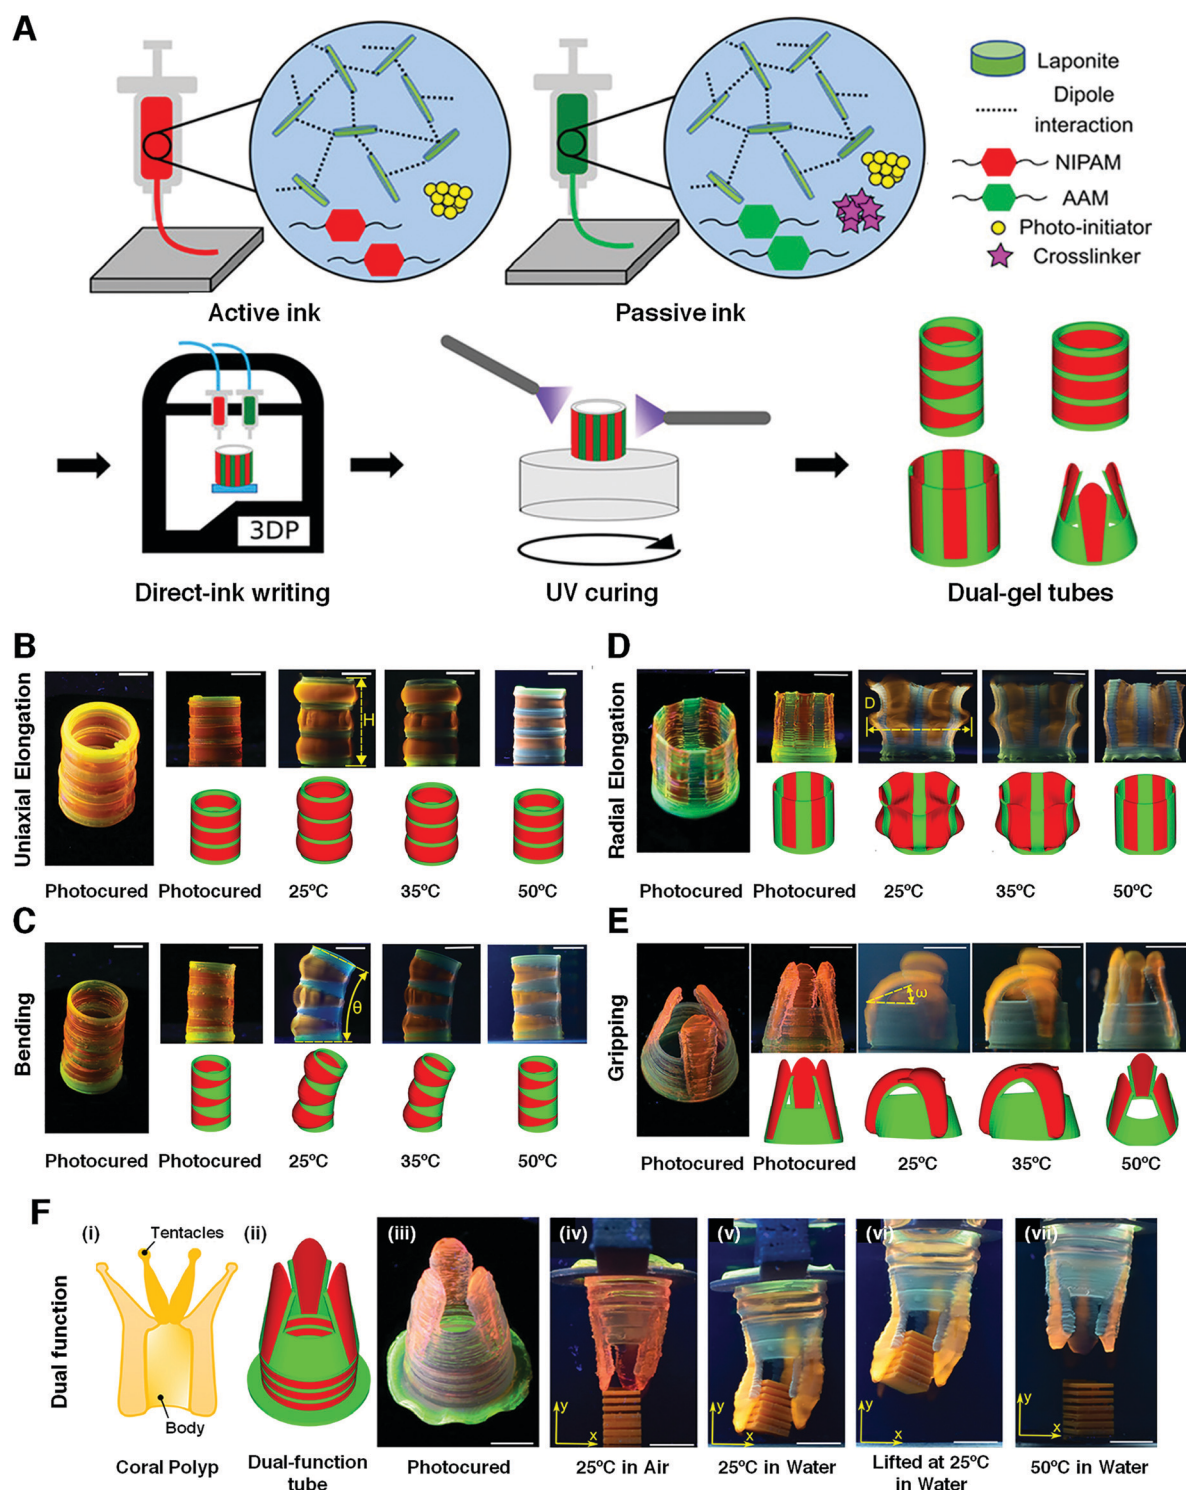 A
Laponite
Dipole
interaction
NIPAM
AAM
Photo-initiator
Crosslinker
Active ink
Passive ink
3DP
Direct-ink writing
UV curing
Dual-gel tubes
B
Uniaxial Elongation
H
Photocured
Photocured
25ºC
35ºC
50ºC
D
Radial Elongation
D
Photocured
Photocured
25ºC
35ºC
50ºC
C
Bending
θ
Photocured
Photocured
25ºC
35ºC
50ºC
E
Gripping
ω
Photocured
Photocured
25ºC
35ºC
50ºC
F
Dual function
(i)
Tentacles
Body
Coral Polyp
(ii)
Dual-function
tube
(iii)
Photocured
(iv)
y
x
25ºC in Air
(v)
y
x
25ºC in Water
(vi)
y
x
Lifted at 25ºC
in Water
(vii)
y
x
50ºC in Water